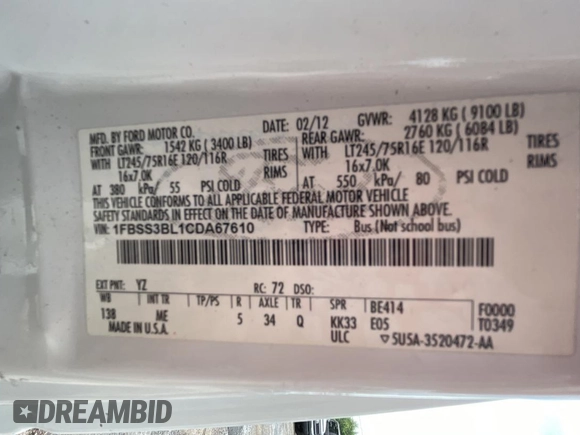 MFD. BY FORD MOTOR CO.
DATE: 02/12
GVWR: 4128 KG ( 9100 LB)
FRONT GAWR: 1542 KG ( 3400 LB)
REAR GAWR: 2760 KG ( 6084 LB)
WITH LT245/75R16E 120/116R TIRES
WITH LT245/75R16E 120/116R TIRES
16x7.0K RIMS
16x7.0K RIMS
AT 380 kPa/ 55 PSI COLD
AT 550 kPa/ 80 PSI COLD
THIS VEHICLE CONFORMS TO ALL APPLICABLE FEDERAL MOTOR VEHICLE
SAFETY STANDARDS IN EFFECT ON THE DATE OF MANUFACTURE SHOWN ABOVE.
VIN: 1FBSS3BL1CDA67610
TYPE: Bus (Not School bus)
EXT PNT: YZ RC: 72 DSO:
WB INT TR TP/PS R AXLE TR SPR BE414 F0000
138 ME 5 34 Q KK33 E05 T0349
MADE IN U.S.A. ULC ▽ 5U5A-3520472-AA
DREAMBID